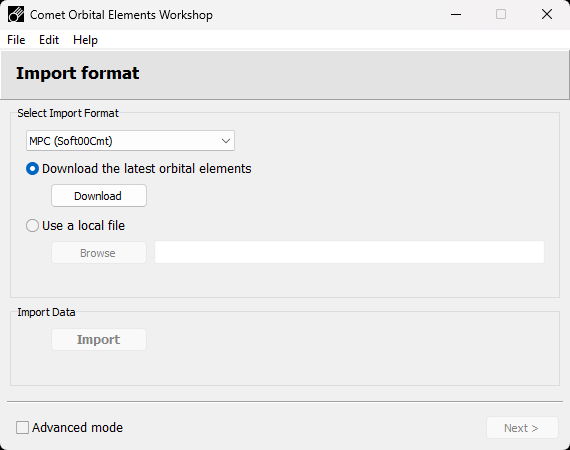 Comet Orbital Elements Workshop
File Edit Help
Import format
Select Import Format
MPC (Soft00Cmt)
Download the latest orbital elements
Download
Use a local file
Browse
Import Data
Import
Advanced mode
Next >